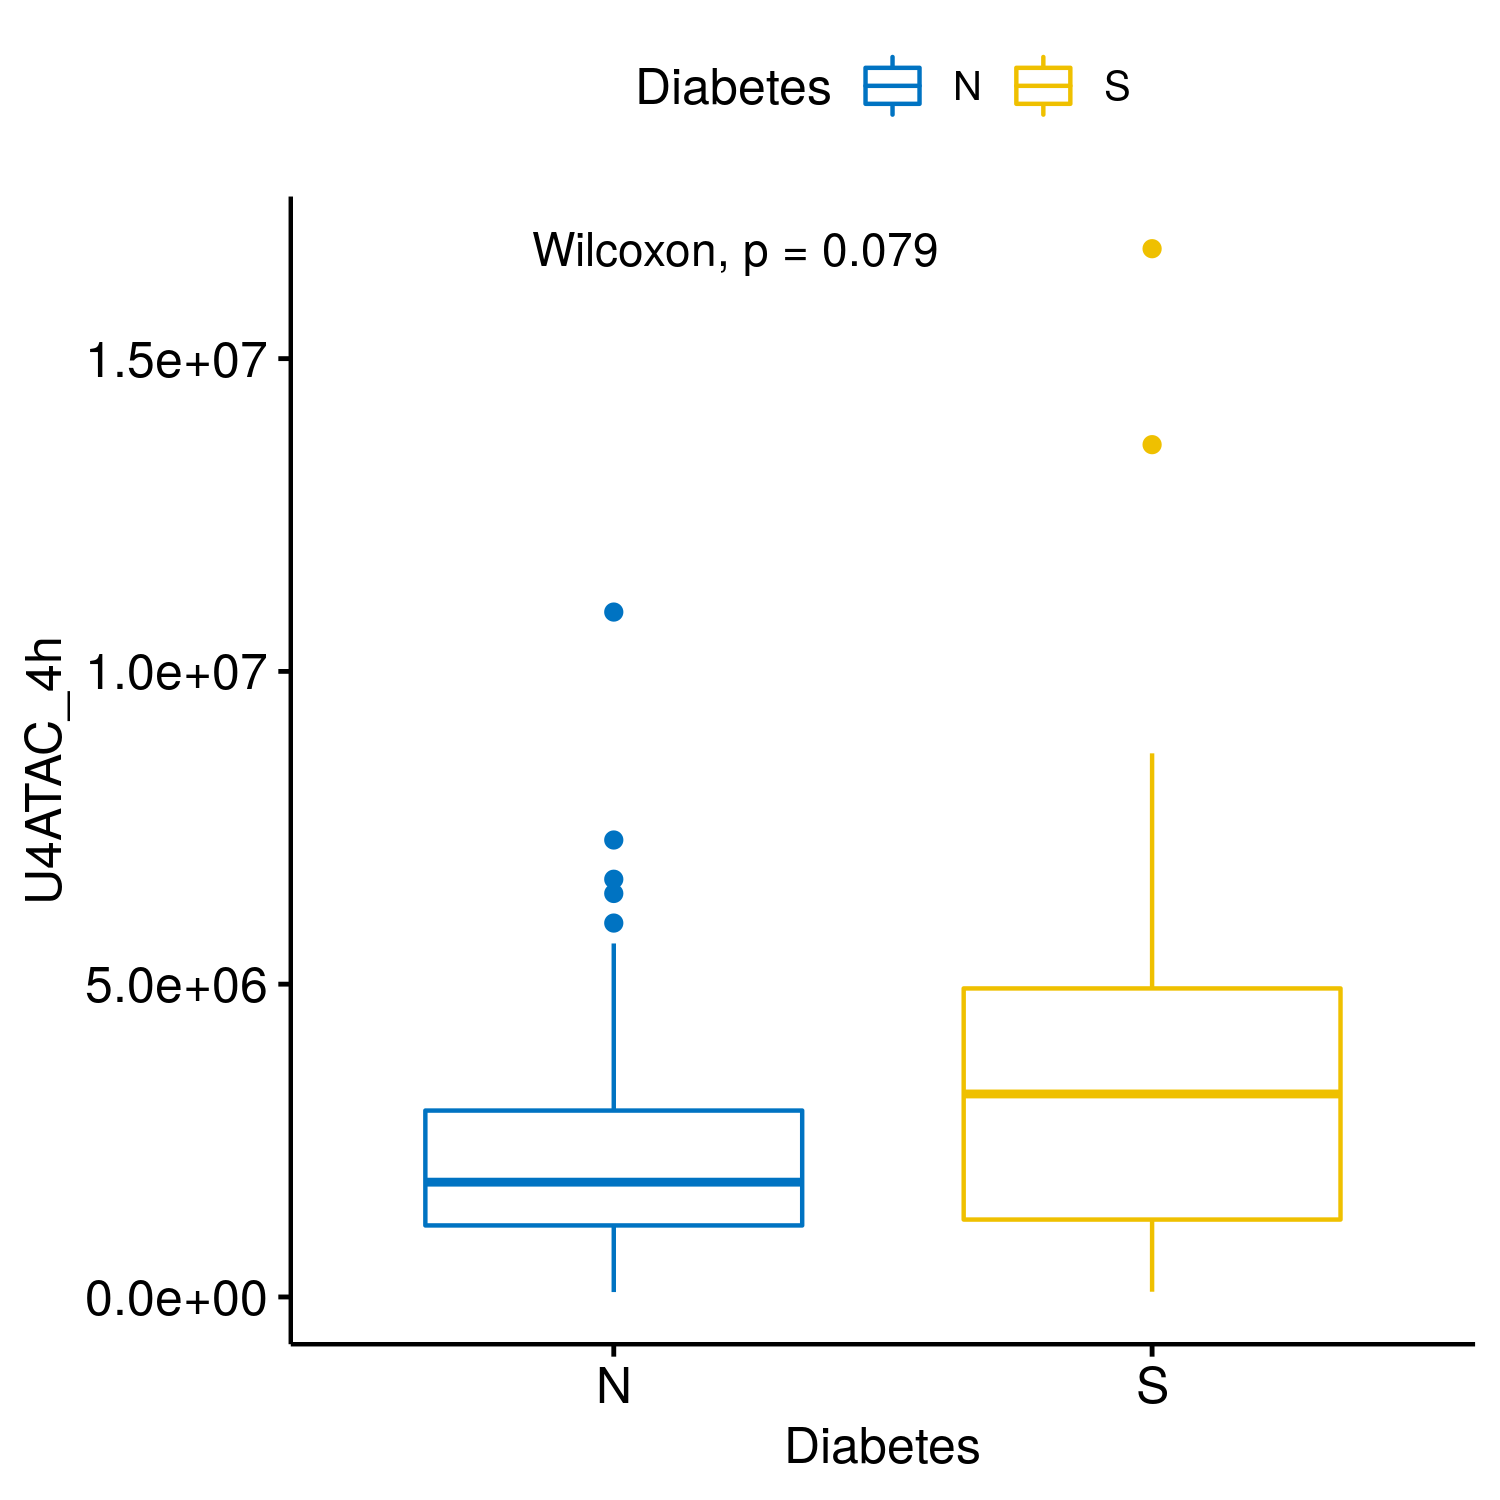 Diabetes N S
Wilcoxon, p = 0.079
1.5e+07
1.0e+07
5.0e+06
0.0e+00
U4ATAC_4h
N S
Diabetes